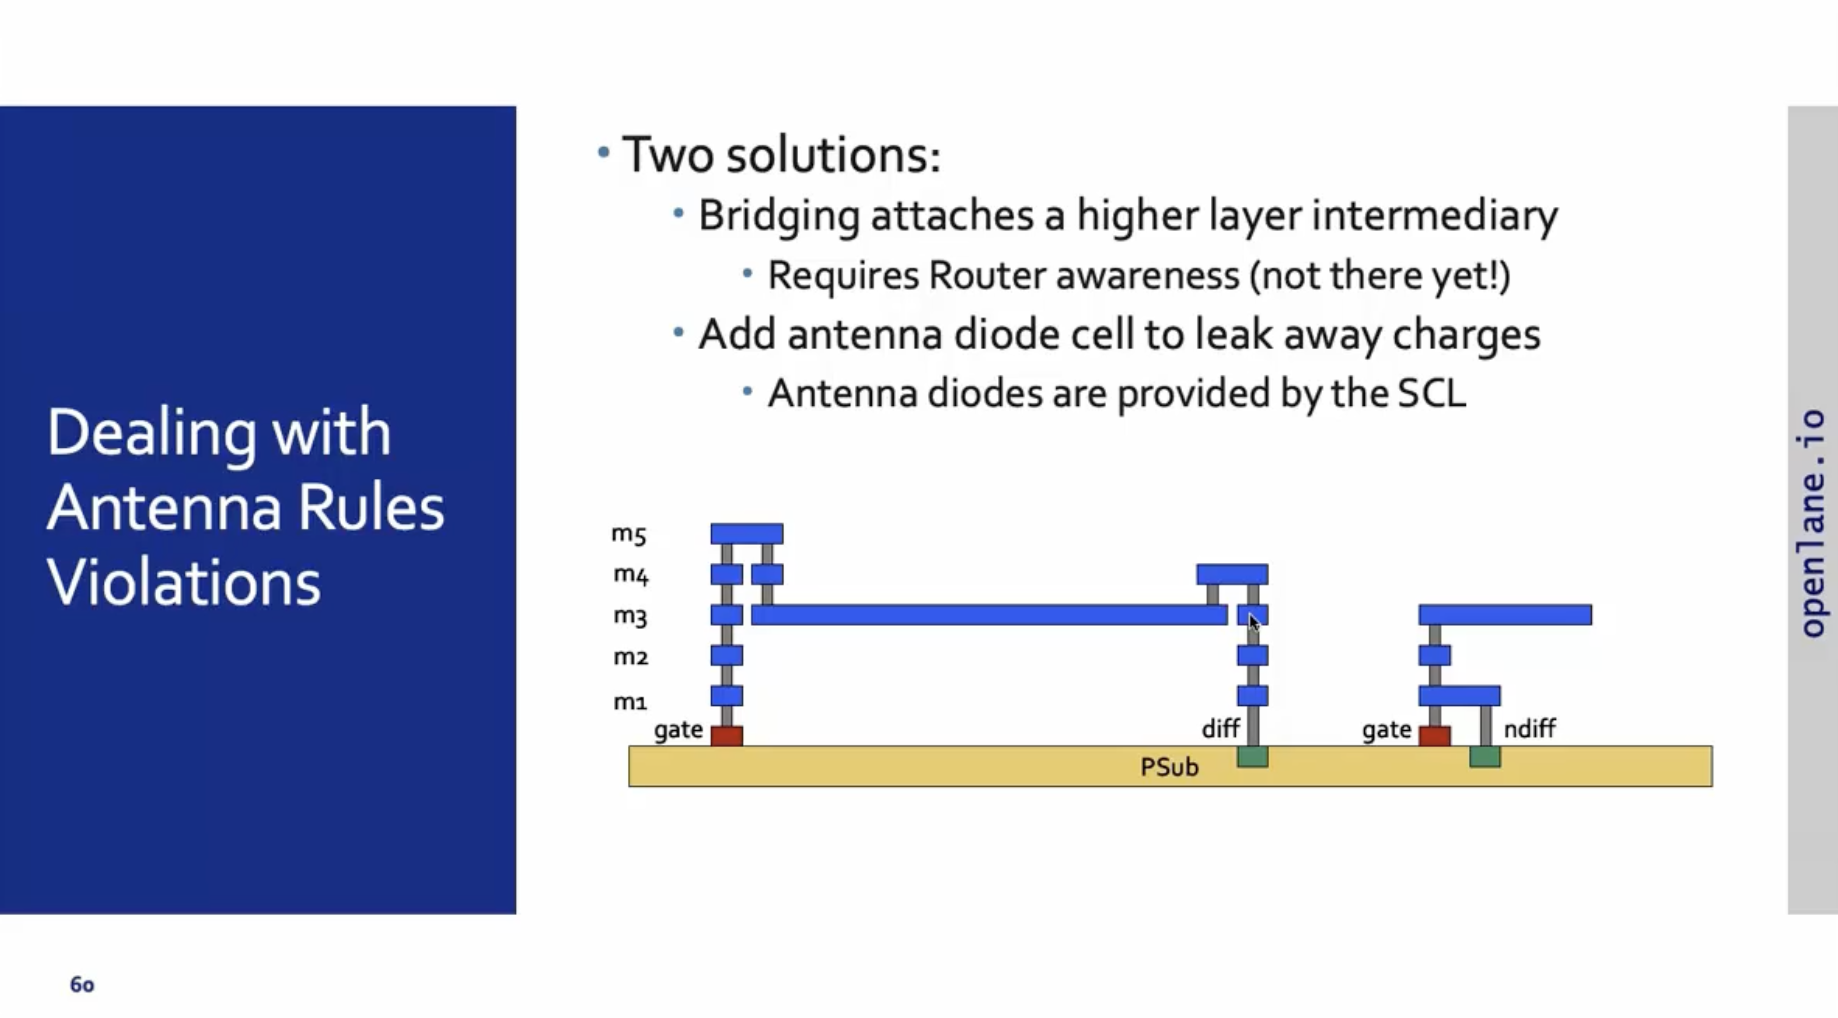 Dealing with
Antenna Rules
Violations
• Two solutions:
• Bridging attaches a higher layer intermediary
• Requires Router awareness (not there yet!)
• Add antenna diode cell to leak away charges
• Antenna diodes are provided by the SCL
m5
m4
m3
m2
m1
gate
diff
gate
ndiff
PSub
openlane.io
60